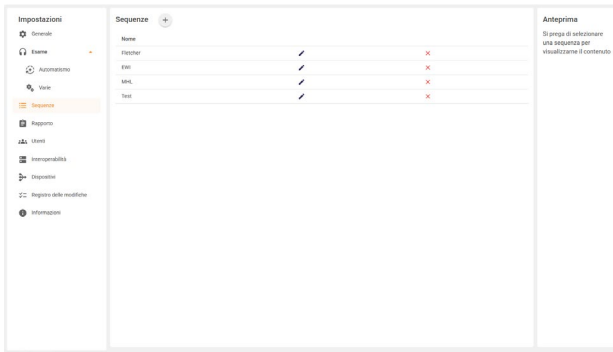 Impostazioni
Generale
Esame
Automatismo
Varie
Sequenze
Rapporto
Utenti
Interoperabilità
Dispositivi
Registro delle modifiche
Informazioni
Sequenze
Nome
Fletcher
EWI
MHL
Test
Anteprima
Si prega di selezionare
una sequenza per
visualizzarne il contenuto